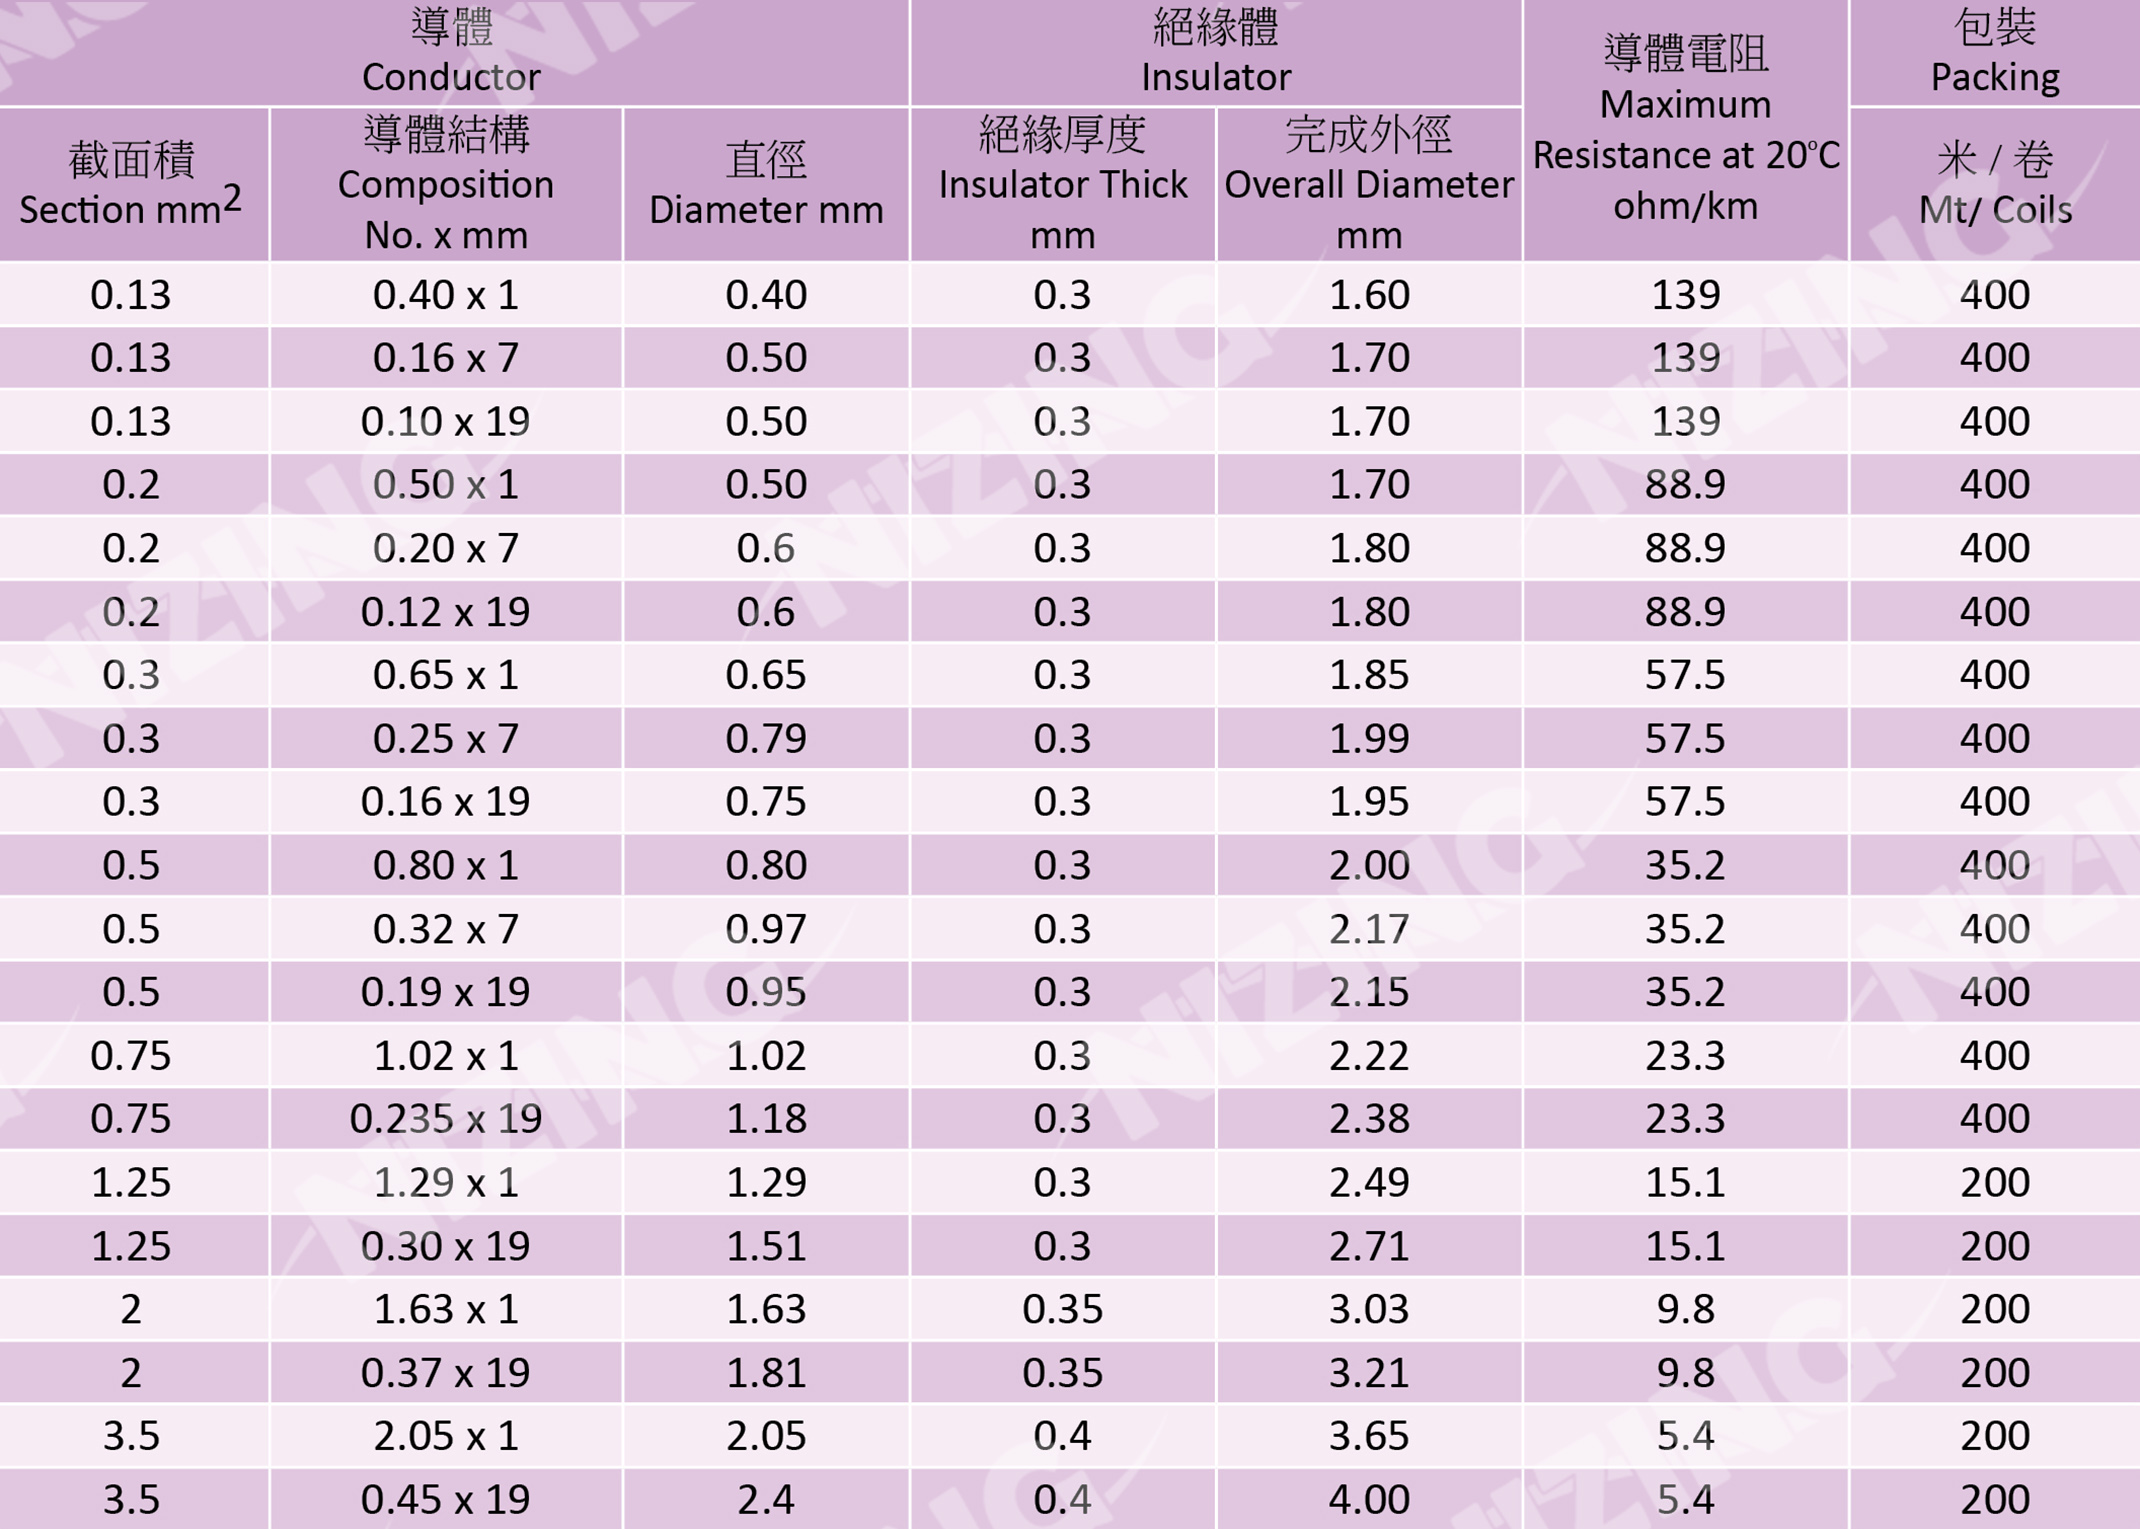 導體
Conductor
絕緣體
Insulator
導體電阻
Maximum
Resistance at 20°C
ohm/km
包裝
Packing
截面積
Section mm2
導體結構
Composition
No. x mm
直徑
Diameter mm
絕緣厚度
Insulator Thick
mm
完成外徑
Overall Diameter
mm
米 / 卷
Mt/ Coils
0.13 0.40 x 1 0.40 0.3 1.60 139 400
0.13 0.16 x 7 0.50 0.3 1.70 139 400
0.13 0.10 x 19 0.50 0.3 1.70 139 400
0.2 0.50 x 1 0.50 0.3 1.70 88.9 400
0.2 0.20 x 7 0.6 0.3 1.80 88.9 400
0.2 0.12 x 19 0.6 0.3 1.80 88.9 400
0.3 0.65 x 1 0.65 0.3 1.85 57.5 400
0.3 0.25 x 7 0.79 0.3 1.99 57.5 400
0.3 0.16 x 19 0.75 0.3 1.95 57.5 400
0.5 0.80 x 1 0.80 0.3 2.00 35.2 400
0.5 0.32 x 7 0.97 0.3 2.17 35.2 400
0.5 0.19 x 19 0.95 0.3 2.15 35.2 400
0.75 1.02 x 1 1.02 0.3 2.22 23.3 400
0.75 0.235 x 19 1.18 0.3 2.38 23.3 400
1.25 1.29 x 1 1.29 0.3 2.49 15.1 200
1.25 0.30 x 19 1.51 0.3 2.71 15.1 200
2 1.63 x 1 1.63 0.35 3.03 9.8 200
2 0.37 x 19 1.81 0.35 3.21 9.8 200
3.5 2.05 x 1 2.05 0.4 3.65 5.4 200
3.5 0.45 x 19 2.4 0.4 4.00 5.4 200
NIZING